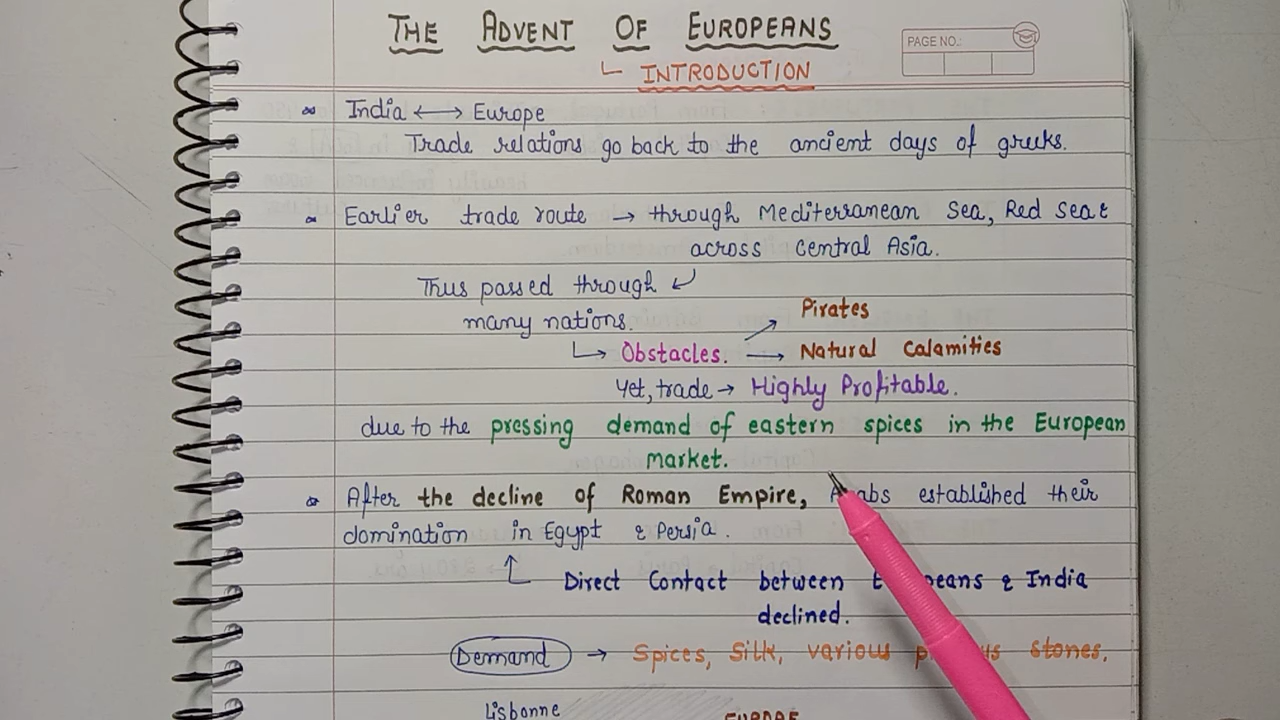 THE ADVENT OF EUROPEANS
PAGE NO.:
INTRODUCTION
India ⟷ Europe
Trade relations go back to the ancient days of greeks.
Earlier trade route → through Mediterranean Sea, Red Sea &
across Central Asia.
Thus passed through
many nations.
Pirates
Obstacles. → Natural Calamities
Yet, trade → Highly Profitable.
due to the pressing demand of eastern spices in the European
market.
After the decline of Roman Empire, Arabs established their
domination in Egypt & Persia.
Direct Contact between Europeans & India
declined.
Demand → Spices, Silk, various stones,
Lisbonne